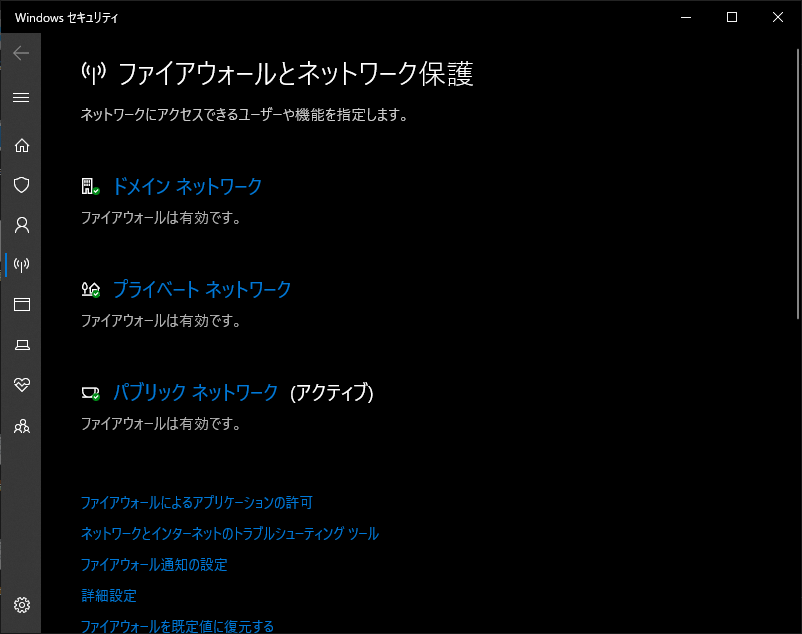 Windows セキュリティ
ファイアウォールとネットワーク保護
ネットワークにアクセスできるユーザーや機能を指定します。
ドメイン ネットワーク
ファイアウォールは有効です。
プライベート ネットワーク
ファイアウォールは有効です。
パブリック ネットワーク (アクティブ)
ファイアウォールは有効です。
ファイアウォールによるアプリケーションの許可
ネットワークとインターネットのトラブルシューティング ツール
ファイアウォール通知の設定
詳細設定
ファイアウォールを既定値に復元する